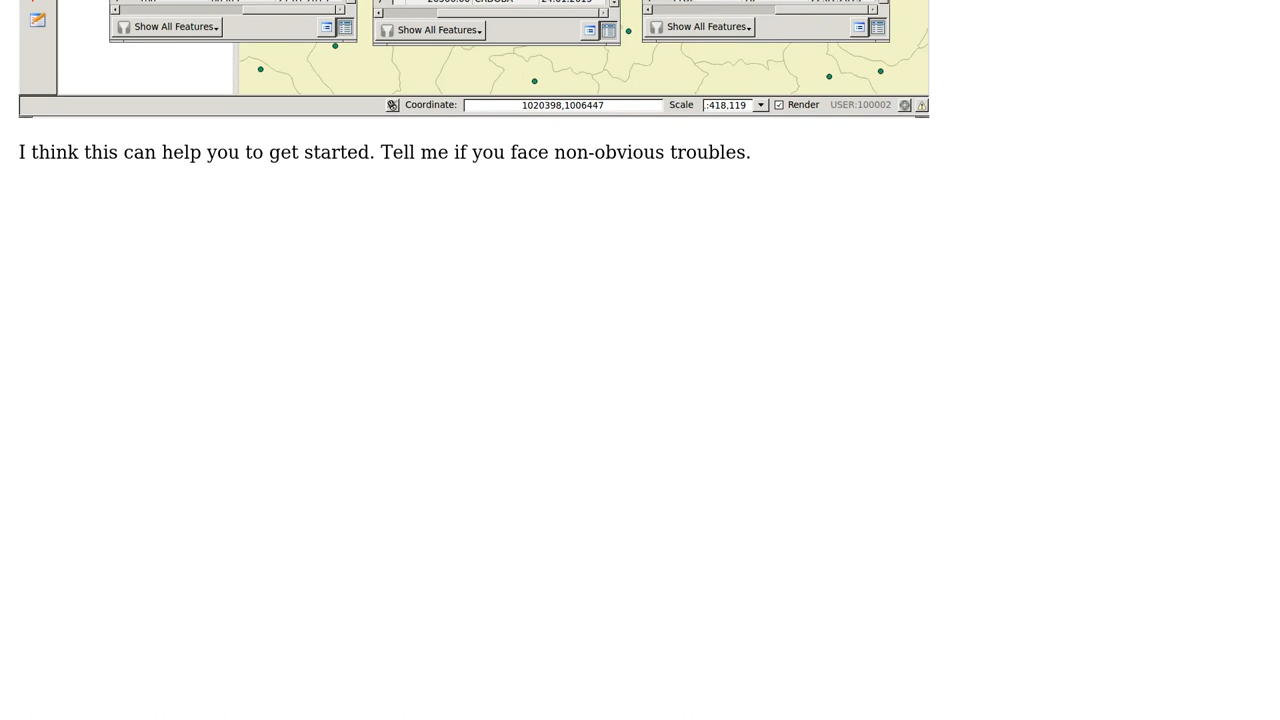 Show All Features
Show All Features
Show All Features
Coordinate: 1020398,1006447 Scale .:418,119 Render USER:100002
I think this can help you to get started. Tell me if you face non-obvious troubles.